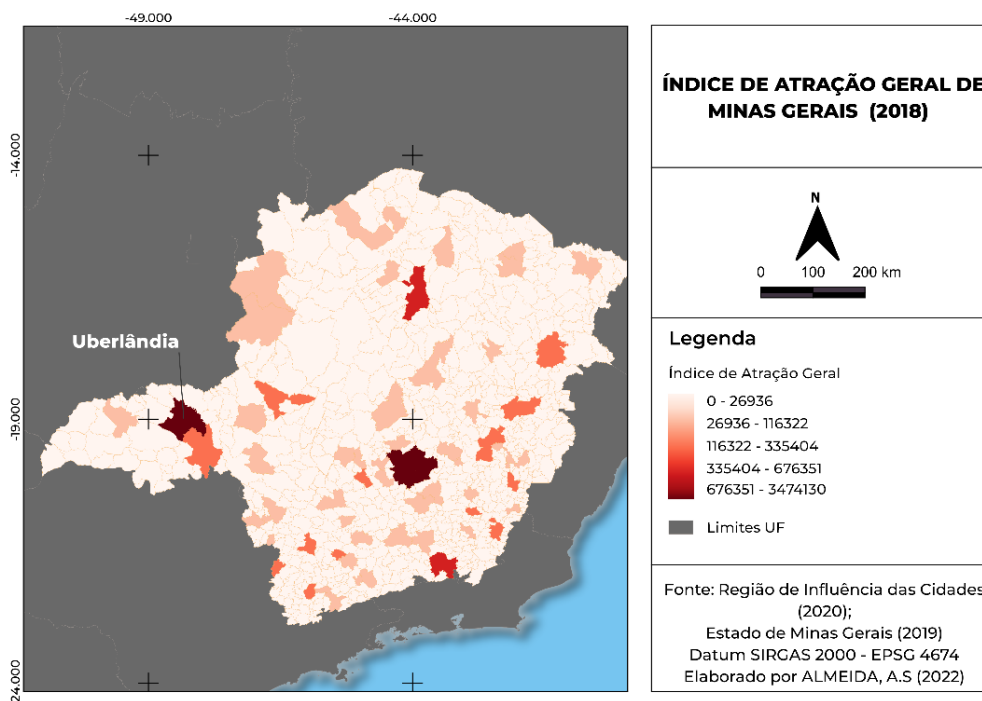 -49.000
-44.000
-14.000
-19.000
-24.000
Uberlândia
ÍNDICE DE ATRAÇÃO GERAL DE
MINAS GERAIS (2018)
N
0 100 200 km
Legenda
Índice de Atração Geral
0 - 26936
26936 - 116322
116322 - 335404
335404 - 676351
676351 - 3474130
Limites UF
Fonte: Região de Influência das Cidades
(2020);
Estado de Minas Gerais (2019)
Datum SIRGAS 2000 - EPSG 4674
Elaborado por ALMEIDA, A.S (2022)